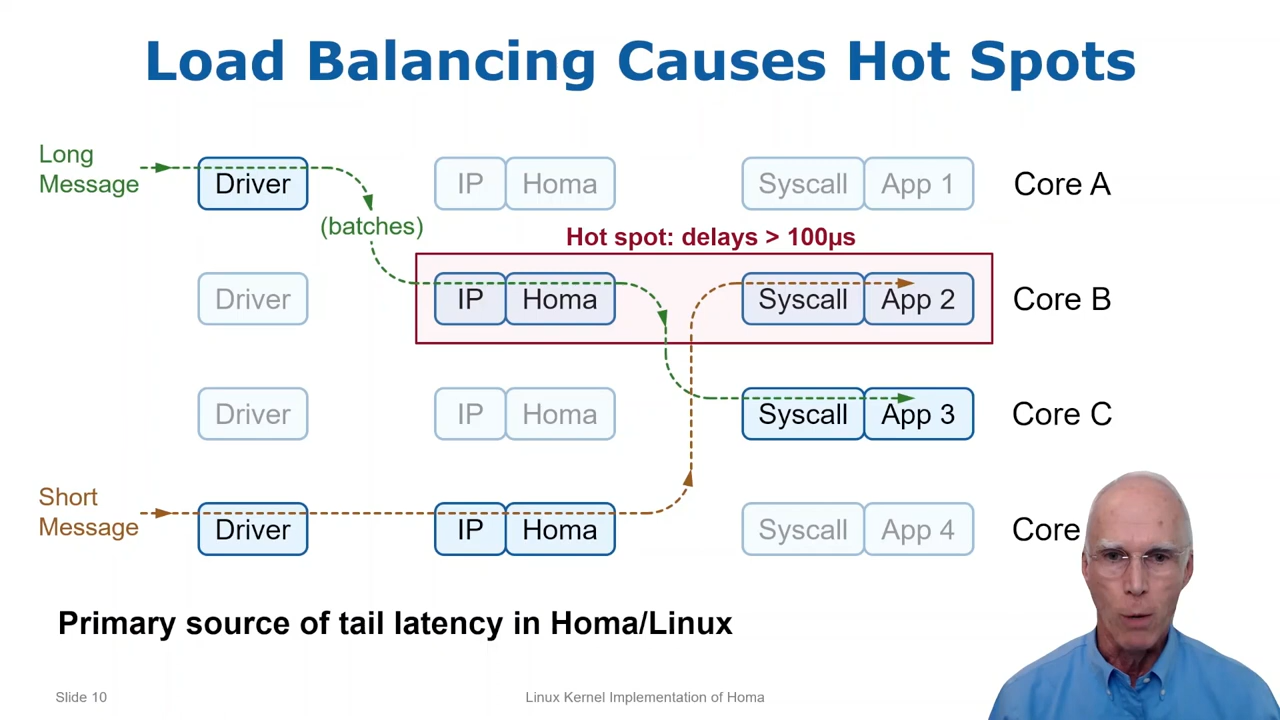 Load Balancing Causes Hot Spots
Long
Message
Driver
IP
Homa
Syscall
App 1
Core A
(batches)
Hot spot: delays > 100µs
Driver
IP
Homa
Syscall
App 2
Core B
Driver
IP
Homa
Syscall
App 3
Core C
Short
Message
Driver
IP
Homa
Syscall
App 4
Core
Primary source of tail latency in Homa/Linux
Slide 10
Linux Kernel Implementation of Homa